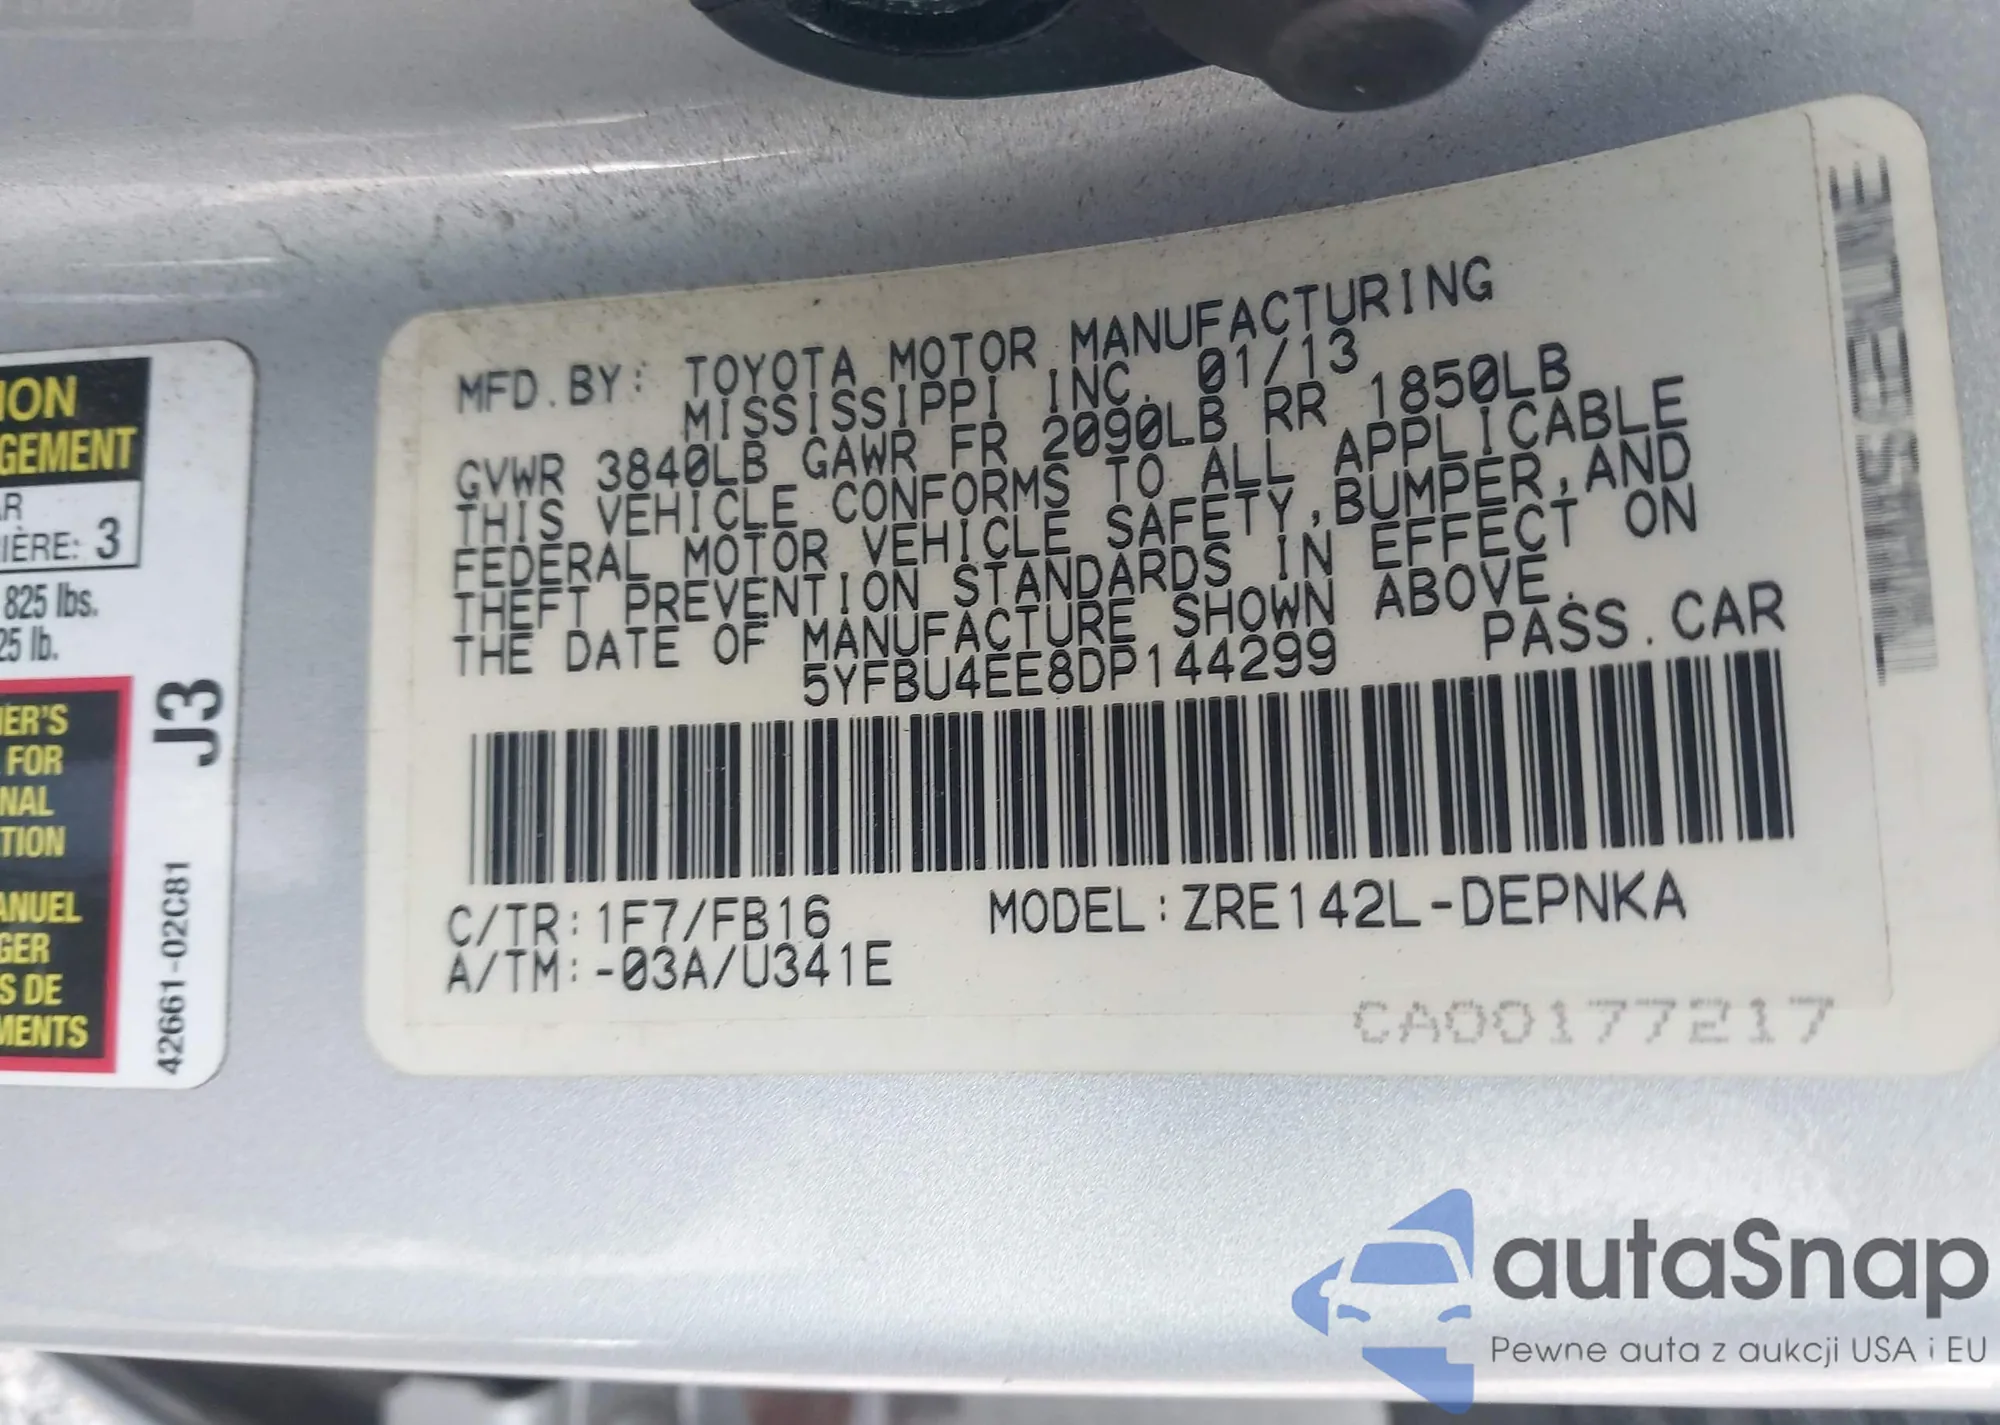 ION
GEMENT
AR
IÈRE: 3
825 lbs.
25 lb.
ER'S
FOR
NAL
TION
ANUEL
GER
S DE
MENTS
J3
42661-02C81
MFD.BY: TOYOTA MOTOR MANUFACTURING
MISSISSIPPI INC. 01/13
GVWR 3840LB GAWR FR 2090LB RR 1850LB
THIS VEHICLE CONFORMS TO ALL APPLICABLE
FEDERAL MOTOR VEHICLE SAFETY,BUMPER,AND
THEFT PREVENTION STANDARDS IN EFFECT ON
THE DATE OF MANUFACTURE SHOWN ABOVE.
5YFBU4EE8DP144299 PASS.CAR
C/TR:1F7/FB16 MODEL:ZRE142L-DEPNKA
A/TM:-03A/U341E
CA00177217
autoSnap
Pewne auta z aukcji USA i EU